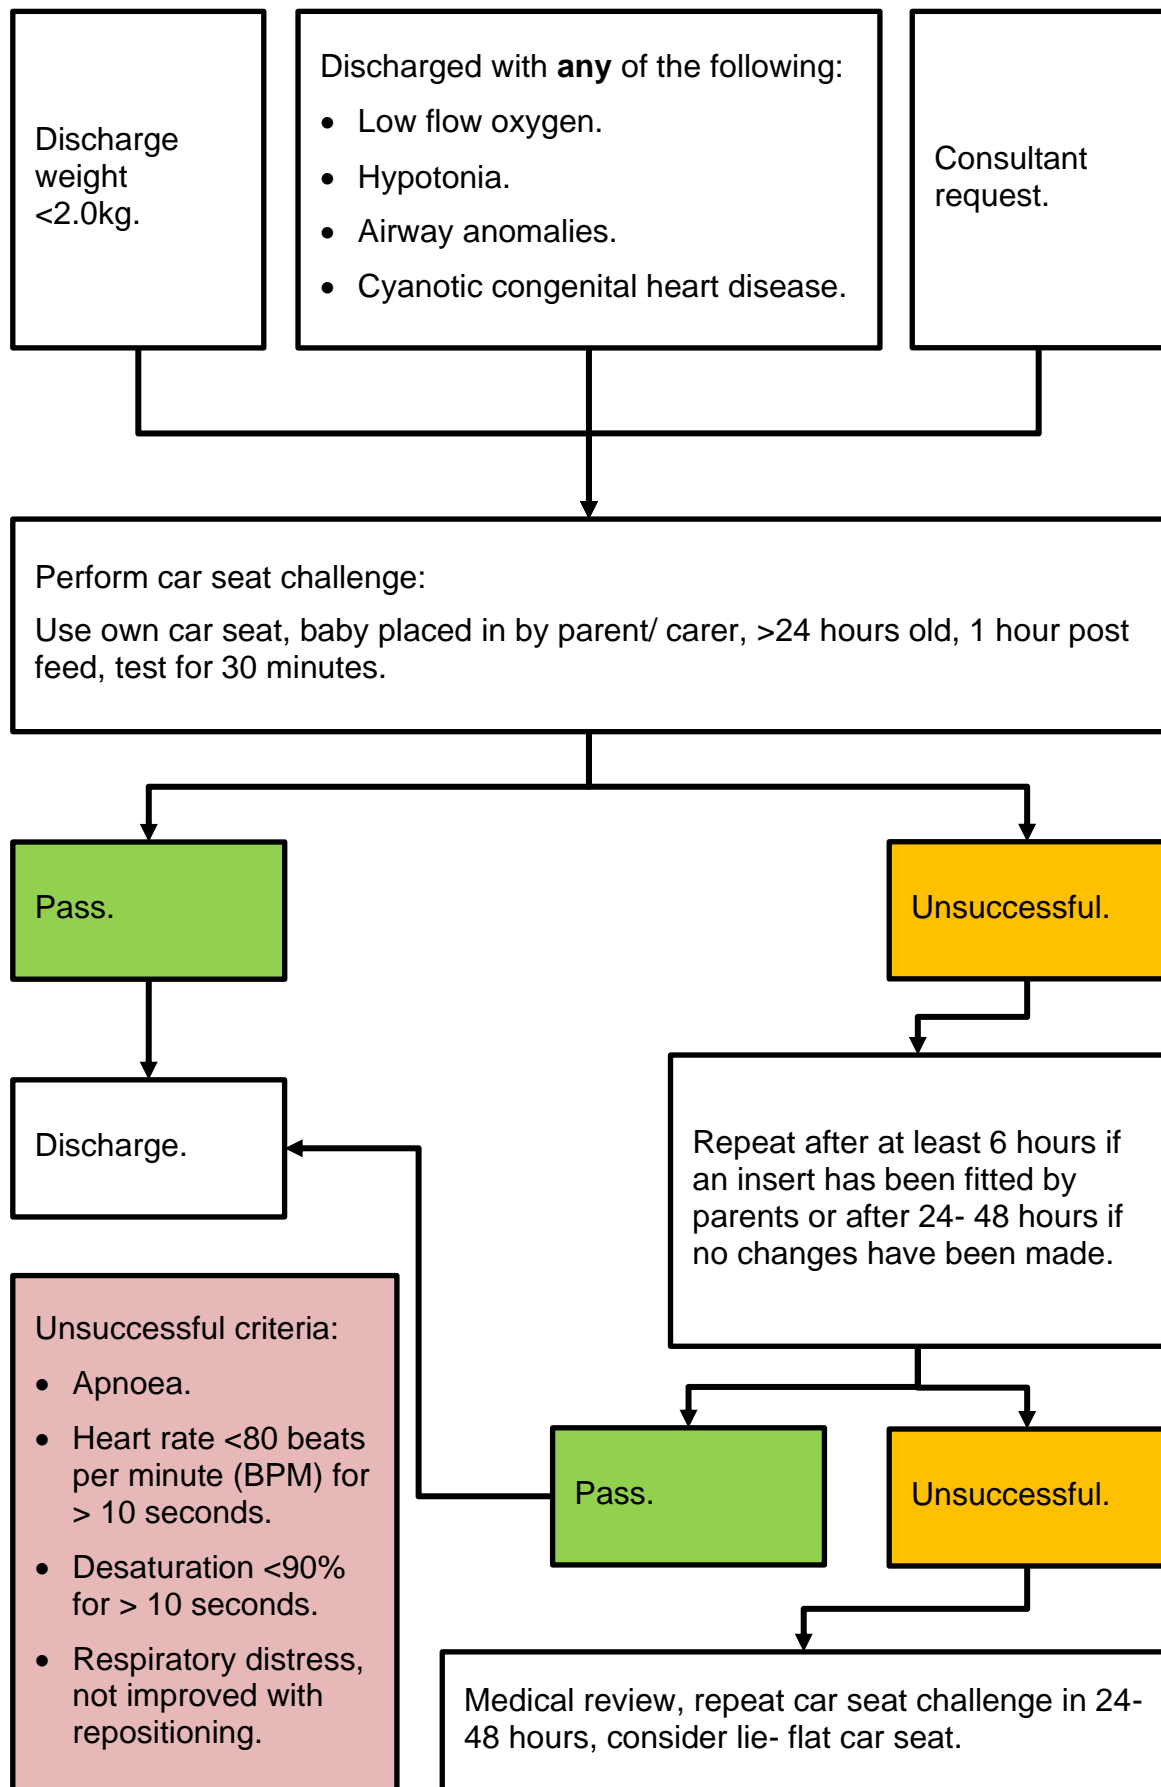 Discharge
weight
<2.0kg.
Discharged with any of the following:
• Low flow oxygen.
• Hypotonia.
• Airway anomalies.
• Cyanotic congenital heart disease.
Consultant
request.
Perform car seat challenge:
Use own car seat, baby placed in by parent/ carer, >24 hours old, 1 hour post
feed, test for 30 minutes.
Pass.
Unsuccessful.
Discharge.
Repeat after at least 6 hours if
an insert has been fitted by
parents or after 24- 48 hours if
no changes have been made.
Unsuccessful criteria:
• Apnoea.
• Heart rate <80 beats
per minute (BPM) for
> 10 seconds.
• Desaturation <90%
for > 10 seconds.
• Respiratory distress,
not improved with
repositioning.
Pass.
Unsuccessful.
Medical review, repeat car seat challenge in 24-
48 hours, consider lie- flat car seat.